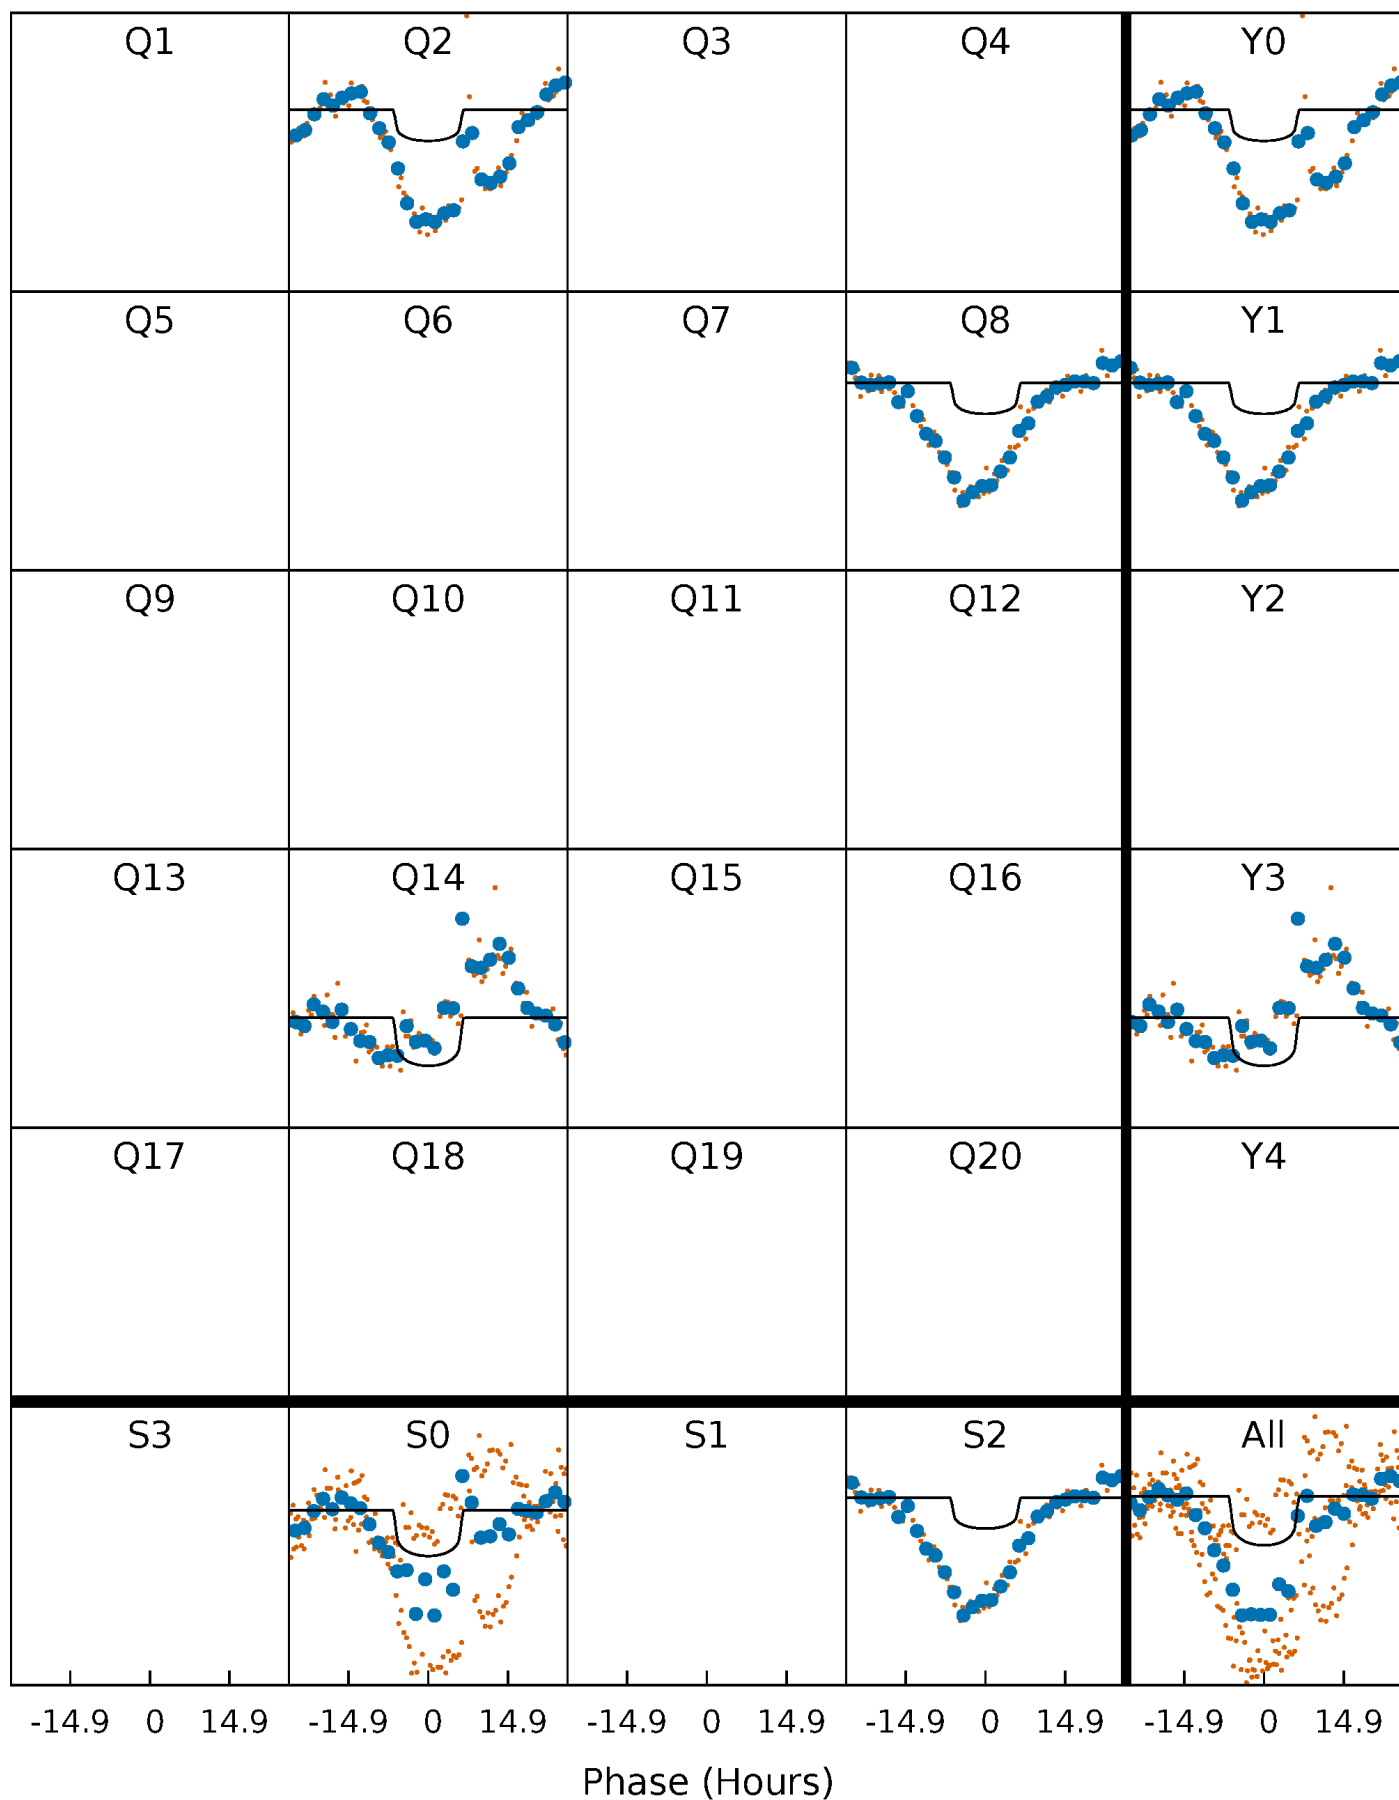 Q1 Q2 Q3 Q4 Y0
Q5 Q6 Q7 Q8 Y1
Q9 Q10 Q11 Q12 Y2
Q13 Q14 Q15 Q16 Y3
Q17 Q18 Q19 Q20 Y4
S3 S0 S1 S2 All
-14.9 0 14.9 -14.9 0 14.9 -14.9 0 14.9 -14.9 0 14.9 -14.9 0 14.9
Phase (Hours)